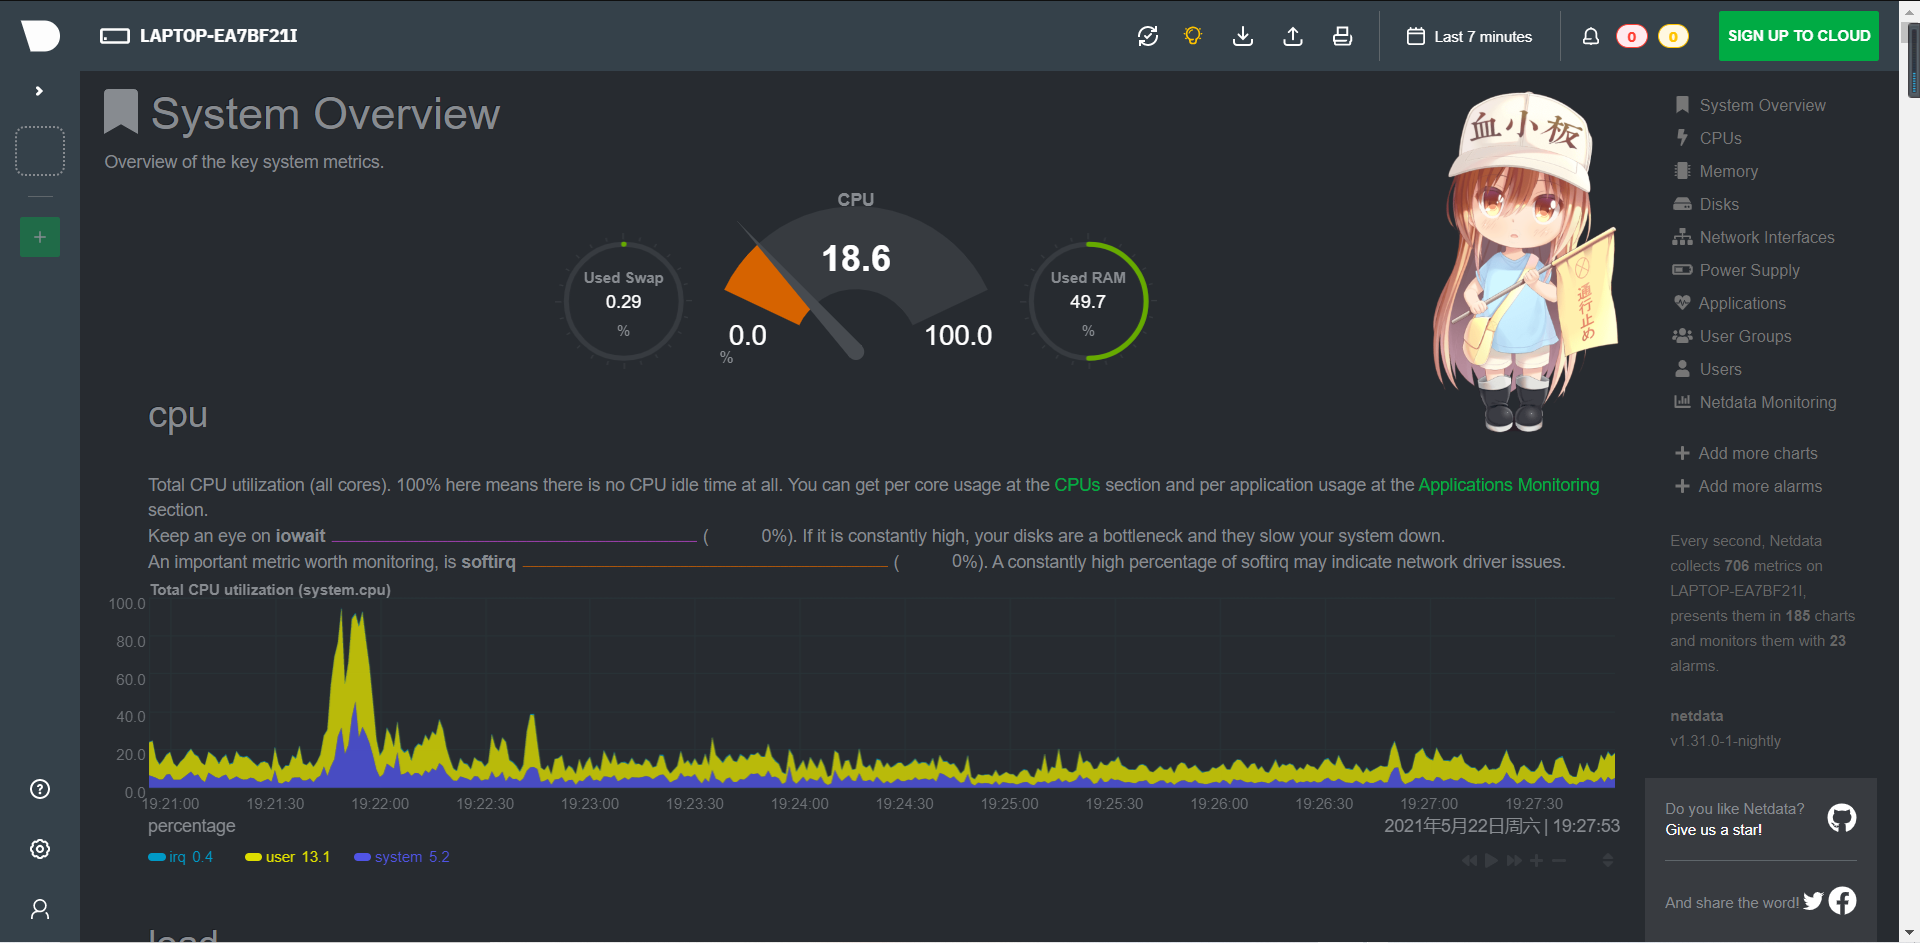 LAPTOP-EA7BF21I
Last 7 minutes
0
0
SIGN UP TO CLOUD
System Overview
Overview of the key system metrics.
Used Swap
0.29
%
CPU
18.6
0.0
100.0
%
Used RAM
49.7
%
血小板
通行止め
cpu
Total CPU utilization (all cores). 100% here means there is no CPU idle time at all. You can get per core usage at the CPUs section and per application usage at the Applications Monitoring
section.
Keep an eye on iowait ( 0%). If it is constantly high, your disks are a bottleneck and they slow your system down.
An important metric worth monitoring, is softirq ( 0%). A constantly high percentage of softirq may indicate network driver issues.
Total CPU utilization (system.cpu)
100.0
80.0
60.0
40.0
20.0
0.0
19:21:00 19:21:30 19:22:00 19:22:30 19:23:00 19:23:30 19:24:00 19:24:30 19:25:00 19:25:30 19:26:00 19:26:30 19:27:00 19:27:30
percentage
2021年5月22日周六 | 19:27:53
irq 0.4 user 13.1 system 5.2
load
System Overview
CPUs
Memory
Disks
Network Interfaces
Power Supply
Applications
User Groups
Users
Netdata Monitoring
Add more charts
Add more alarms
Every second, Netdata
collects 706 metrics on
LAPTOP-EA7BF21I,
presents them in 185 charts
and monitors them with 23
alarms.
netdata
v1.31.0-1-nightly
Do you like Netdata?
Give us a star!
And share the word!